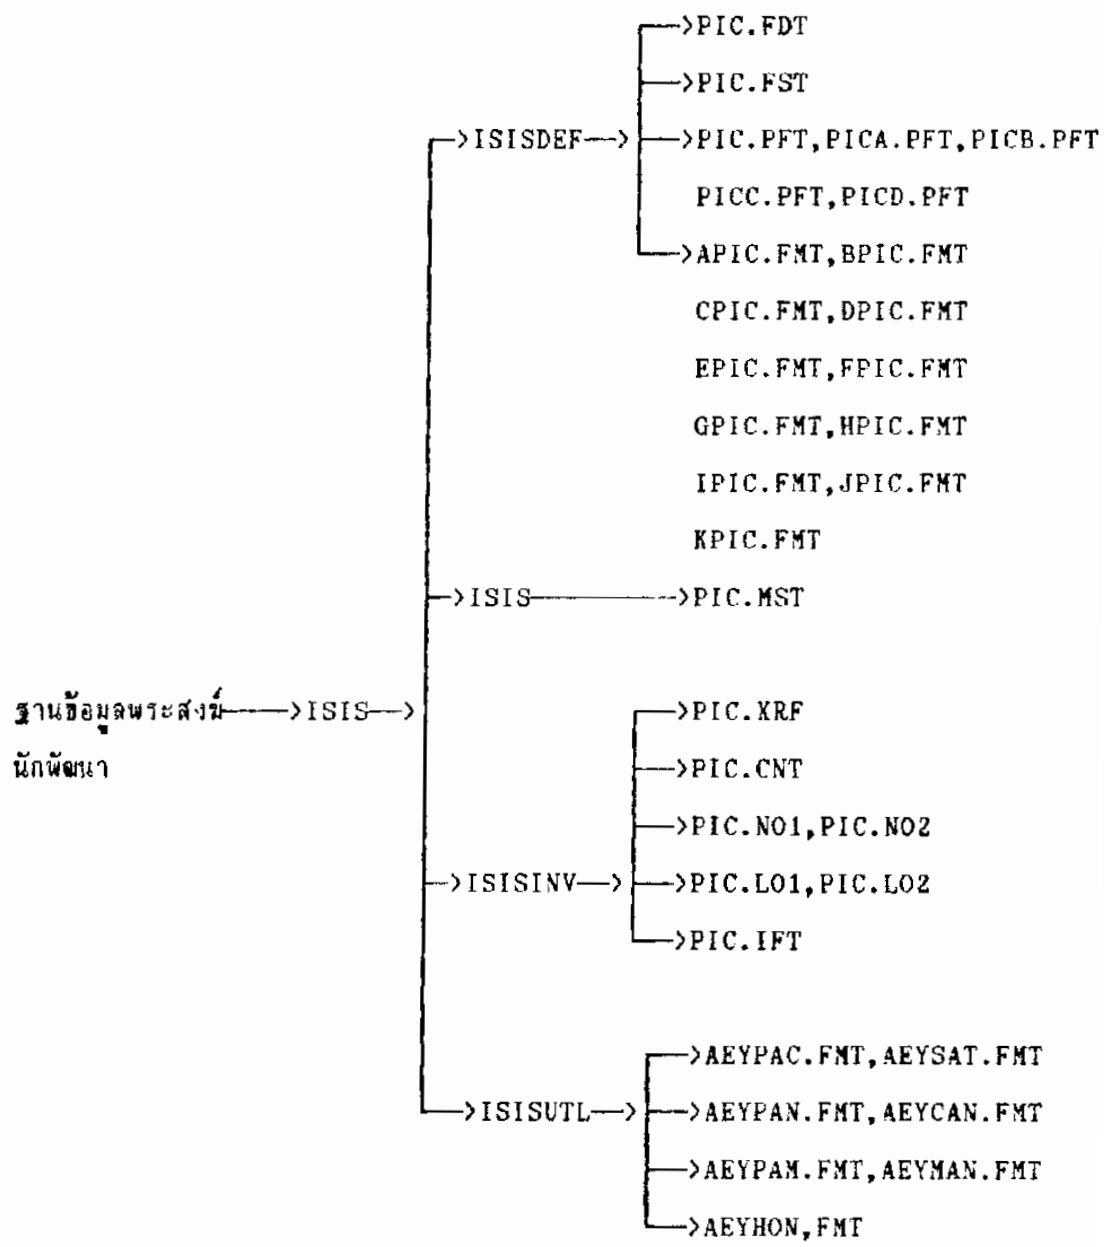 PIC.FDT
PIC.FST
ISISDEF PIC.PFT,PICA.PFT,PICB.PFT
PICC.PFT,PICD.PFT
APIC.FMT,BPIC.FMT
CPIC.FMT,DPIC.FMT
EPIC.FMT,FPIC.FMT
GPIC.FMT,HPIC.FMT
IPIC.FMT,JPIC.FMT
KPIC.FMT
ISIS PIC.MST
ฐานข้อมูลพระสงฆ์ ISIS PIC.XRF
นักพัฒนา PIC.CNT
PIC.N01,PIC.N02
ISISINV PIC.L01,PIC.L02
PIC.IFT
AEYPAC.FMT,AEYSAT.FMT
ISISUTL AEYPAN.FMT,AEYCAN.FMT
AEYPAM.FMT,AEYMAN.FMT
AEYHON,FMT